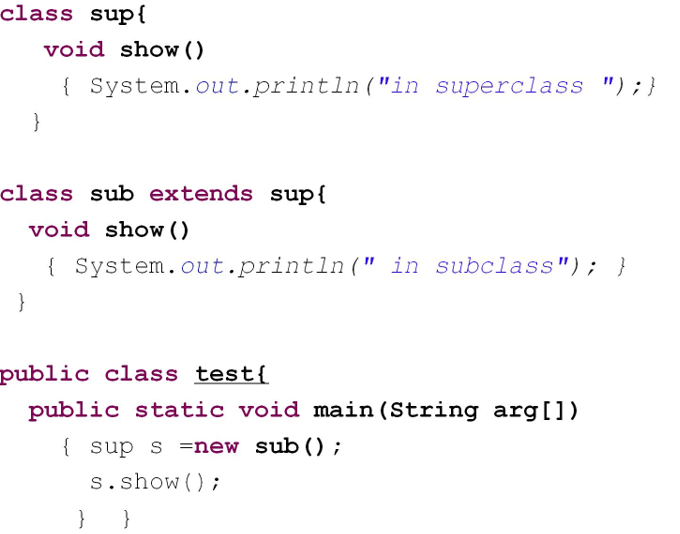 class sup{
void show()
{ System.out.println("in superclass ");}
}
class sub extends sup{
void show()
{ System.out.println(" in subclass"); }
}
public class test{
public static void main(String arg[])
{ sup s =new sub();
s.show();
} }